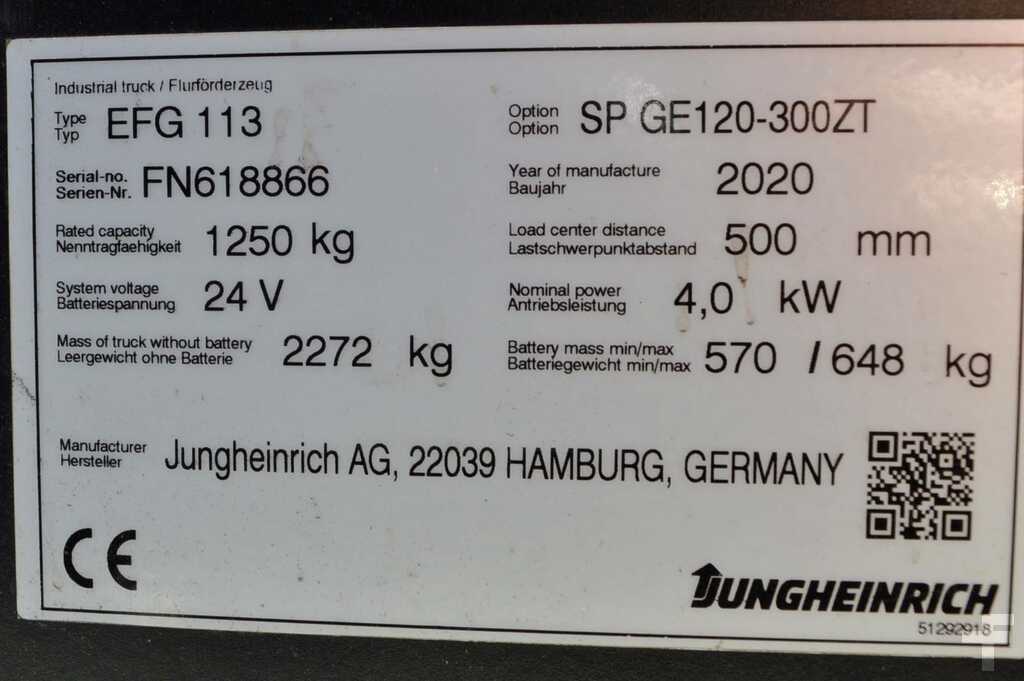 Industrial truck / Flurförderzeug
Type EFG 113
Typ
Option SP GE120-300ZT
Option
Serial-no. FN618866
Serien-Nr.
Year of manufacture 2020
Baujahr
Rated capacity 1250 kg
Nenntragfaehigkeit
Load center distance 500 mm
Lastschwerpunktabstand
System voltage 24 V
Batteriespannung
Nominal power 4,0 kW
Antriebsleistung
Mass of truck without battery 2272 kg
Leergewicht ohne Batterie
Battery mass min/max 570 / 648 kg
Batteriegewicht min/max
Manufacturer Jungheinrich AG, 22039 HAMBURG, GERMANY
Hersteller
CE
JUNGHEINRICH
51292918